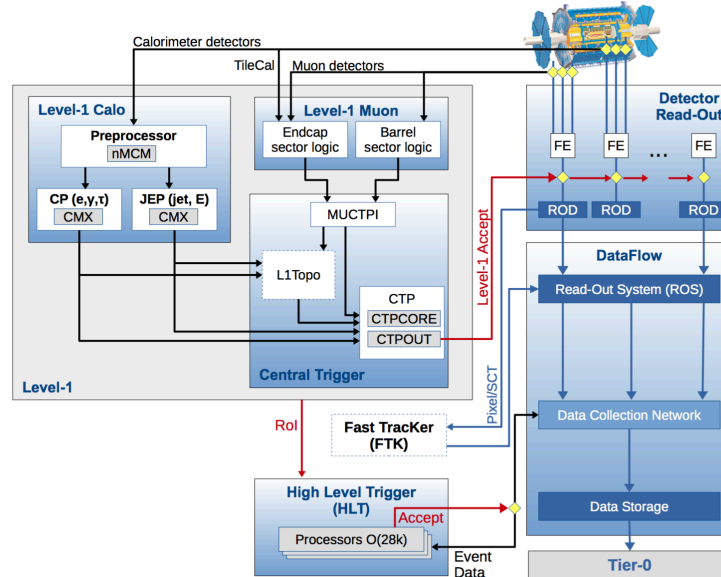 Calorimeter detectors
TileCal
Muon detectors
Level-1 Calo
Preprocessor
nMCM
CP (e,γ,τ)
CMX
JEP (jet, E)
CMX
Level-1 Muon
Endcap
sector logic
Barrel
sector logic
MUCTPI
L1Topo
CTP
CTPCORE
CTPOUT
Central Trigger
Level-1
Level-1 Accept
Detector
Read-Out
FE
FE
...
FE
ROD
ROD
ROD
DataFlow
Read-Out System (ROS)
Data Collection Network
Data Storage
Tier-0
Pixel/SCT
RoI
Fast TracKer
(FTK)
High Level Trigger
(HLT)
Accept
Processors O(28k)
Event
Data